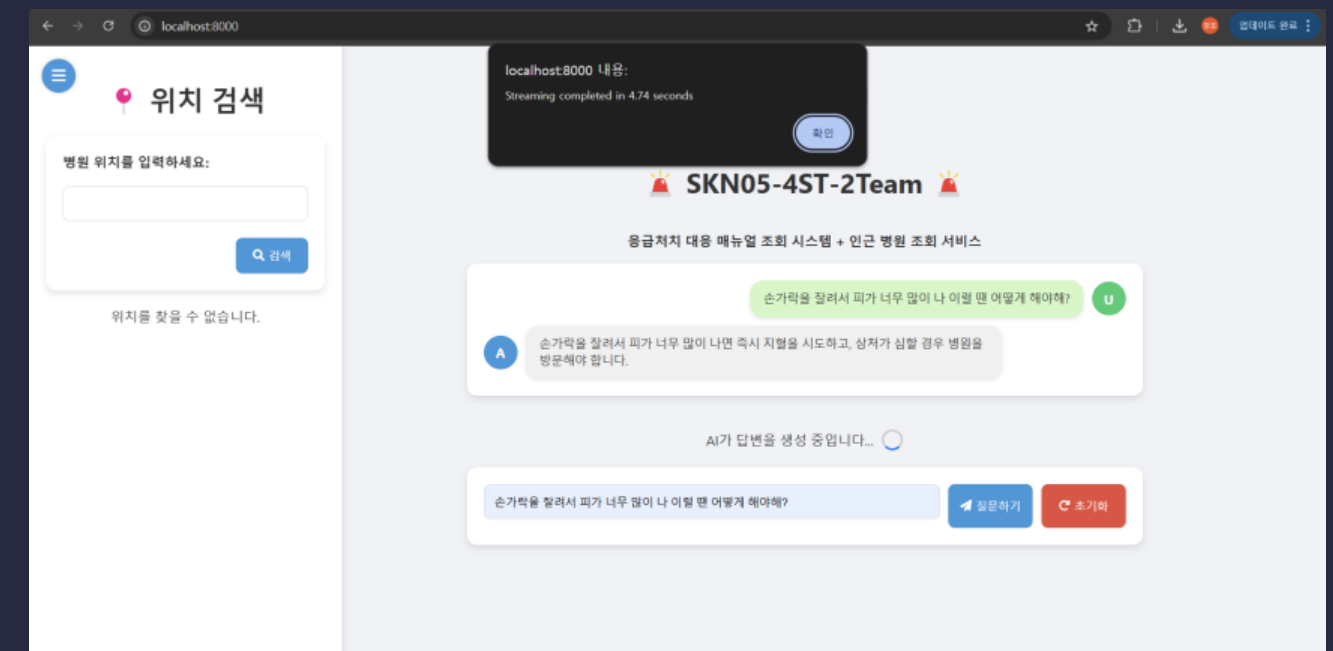 localhost:8000
업데이트 완료
localhost:8000 내용:
Streaming completed in 4.74 seconds
확인
위치 검색
병원 위치를 입력하세요:
검색
위치를 찾을 수 없습니다.
SKN05-4ST-2Team
응급처치 대응 매뉴얼 조회 시스템 + 인근 병원 조회 서비스
손가락을 잘려서 피가 너무 많이 나 이럴 땐 어떻게 해야해?
U
A
손가락을 잘려서 피가 너무 많이 나면 즉시 지혈을 시도하고, 상처가 심할 경우 병원을
방문해야 합니다.
AI가 답변을 생성 중입니다...
손가락을 잘려서 피가 너무 많이 나 이럴 땐 어떻게 해야해?
질문하기
초기화